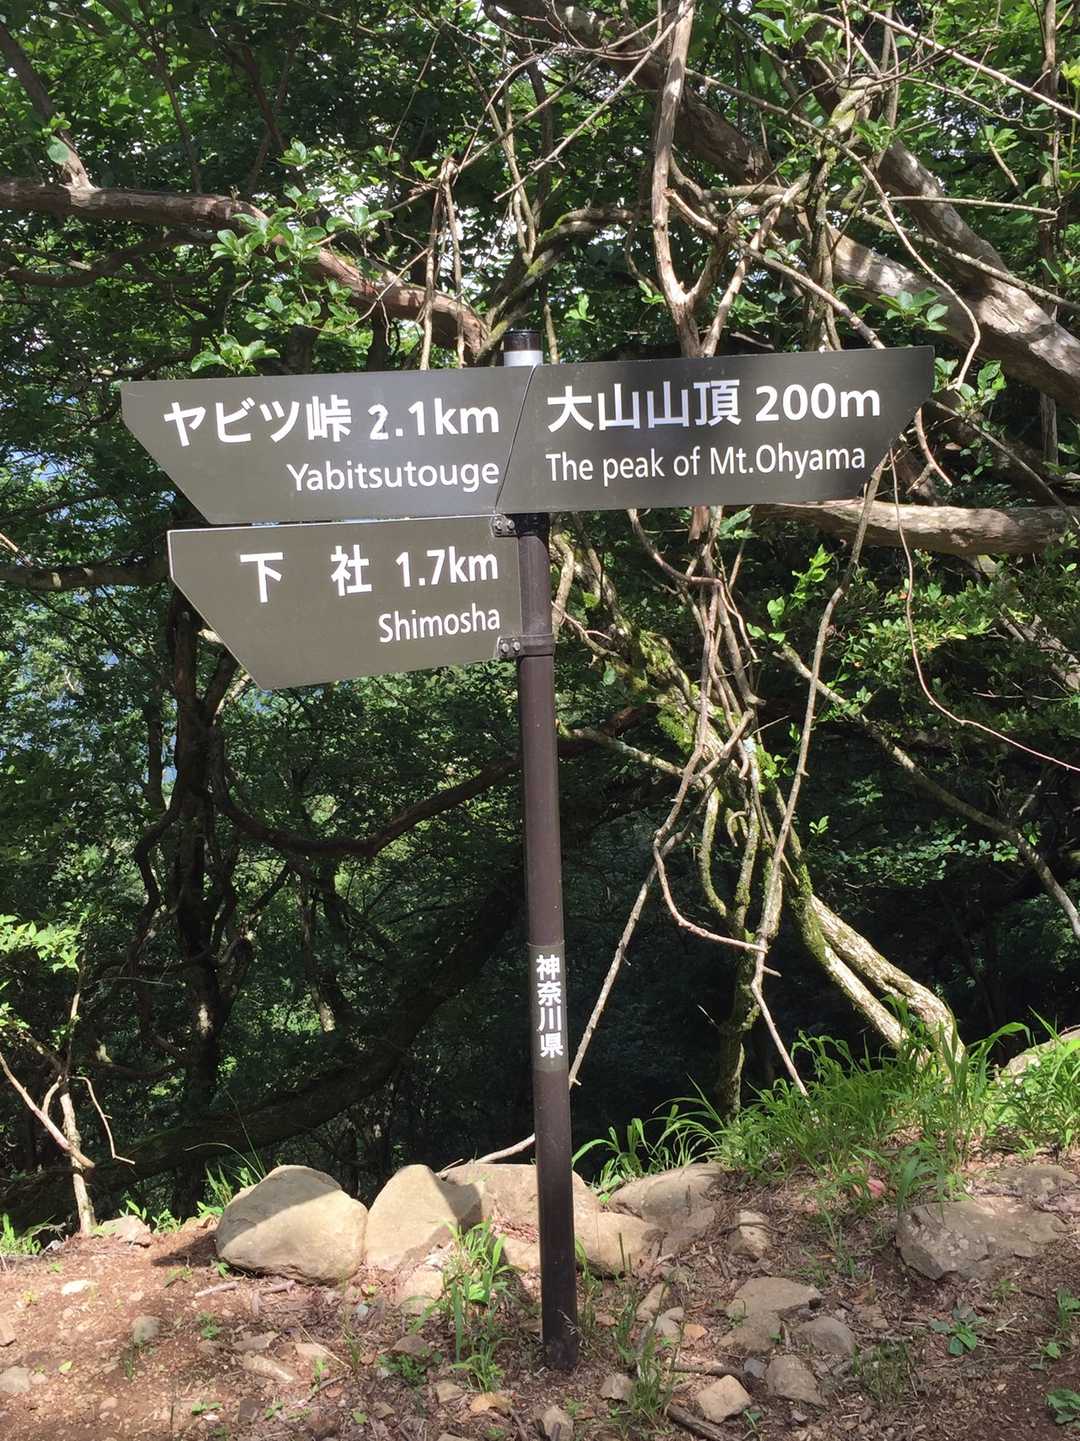 ヤビツ峠 2.1km
Yabitsutouge
大山山頂 200m
The peak of Mt.Ohyama
下 社 1.7km
Shimosha
神奈川県